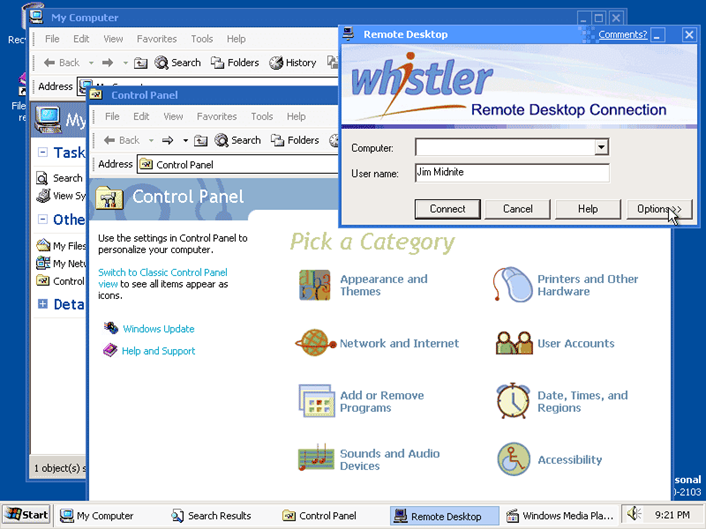 Recy
File
re
My Computer
File Edit View Favorites Tools Help
Back Search Folders History
Address
My
Task
Search
View Sy
Othe
My Files
My Netw
Control
Deta
1 object(s) s
Control Panel
File Edit View Favorites Tools Help
Back Search Folders
Address Control Panel
Control Panel
Use the settings in Control Panel to
personalize your computer.
Switch to Classic Control Panel
view to see all items appear as
icons.
Windows Update
Help and Support
Pick a Category
Appearance and
Themes
Printers and Other
Hardware
Network and Internet
User Accounts
Add or Remove
Programs
Date, Times, and
Regions
Sounds and Audio
Devices
Accessibility
Remote Desktop Comments?
whistler
Remote Desktop Connection
Computer:
User name: Jim Midnite
Connect Cancel Help Options >>
sonal
-2103
Start My Computer Search Results Control Panel Remote Desktop Windows Media Pla... 9:21 PM